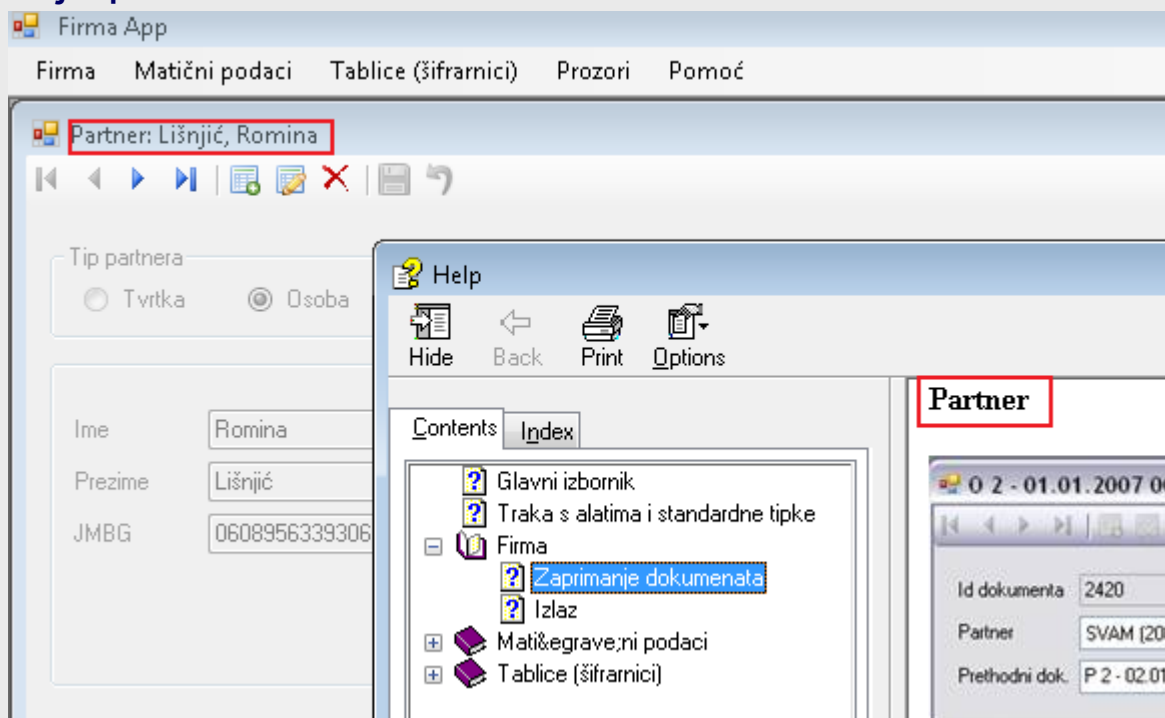 Firma App
Firma Matični podaci Tablice (šifrarnici) Prozori Pomoć
Partner: Lišnjić, Romina
Tip partnera
Tvrtka Osoba
Ime Romina
Prezime Lišnjić
JMBG 0608956339306
Help
Hide Back Print Options
Contents Index
Glavni izbornik
Traka s alatima i standardne tipke
Firma
Zaprimanje dokumenata
Izlaz
Mati&egrave;ni podaci
Tablice (šifrarnici)
Partner
O 2 - 01.01.2007 0
Id dokumenta 2420
Partner SVAM (20
Prethodni dok. P 2 - 02.01